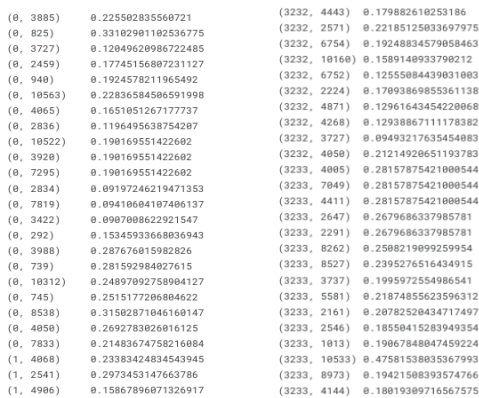 (0, 3885) 0.225502835560721
(0, 825) 0.33102901102536775
(0, 3727) 0.12049620986722485
(0, 2459) 0.17745156807231127
(0, 940) 0.1924578211965492
(0, 10563) 0.22836584506591998
(0, 4065) 0.1651051267177737
(0, 2836) 0.1196495638754207
(0, 10522) 0.190169551422602
(0, 3920) 0.190169551422602
(0, 7295) 0.190169551422602
(0, 2834) 0.09197246219471353
(0, 7819) 0.09410604107406137
(0, 3422) 0.0907008622921547
(0, 292) 0.15345933668036943
(0, 3988) 0.287676015982826
(0, 739) 0.281592984027615
(0, 10312) 0.24897092758904127
(0, 745) 0.2515177206804622
(0, 8538) 0.31502871046160147
(0, 4050) 0.2692783026016125
(0, 7833) 0.21483674758216084
(1, 4068) 0.23383424834543945
(1, 2541) 0.2973453147663786
(1, 4906) 0.15867896071326917
(3232, 4443) 0.179882610253186
(3232, 2571) 0.22185125033697975
(3232, 6754) 0.19248834579058463
(3232, 10160) 0.1589140933790212
(3232, 6752) 0.12555084439031003
(3232, 2224) 0.17093869855361138
(3232, 4871) 0.12961643454220068
(3232, 4268) 0.12938867111178382
(3232, 3727) 0.09493217635454083
(3232, 4050) 0.21214920651193783
(3233, 4005) 0.28157875421000544
(3233, 7049) 0.28157875421000544
(3233, 4411) 0.28157875421000544
(3233, 2647) 0.2679686337985781
(3233, 2291) 0.2679686337985781
(3233, 8262) 0.2508219099259954
(3233, 8527) 0.2395276516434915
(3233, 3737) 0.1995972554986541
(3233, 5581) 0.21874855623596312
(3233, 2161) 0.20782520434717497
(3233, 2546) 0.18550415283949354
(3233, 1013) 0.19067848047459224
(3233, 10533) 0.47581538035367993
(3233, 8973) 0.19421508393574766
(3233, 4144) 0.18019309716567575